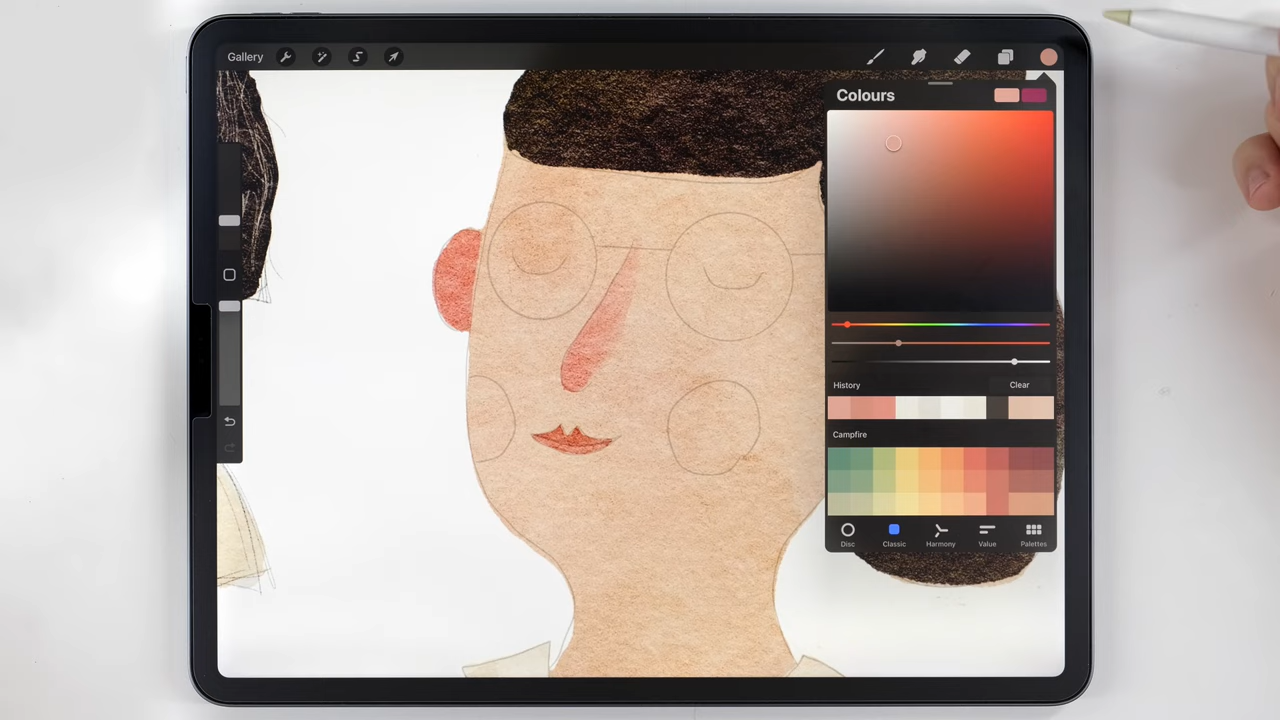 Gallery
Colours
History
Clear
Campfire
Disc
Classic
Harmony
Value
Palettes